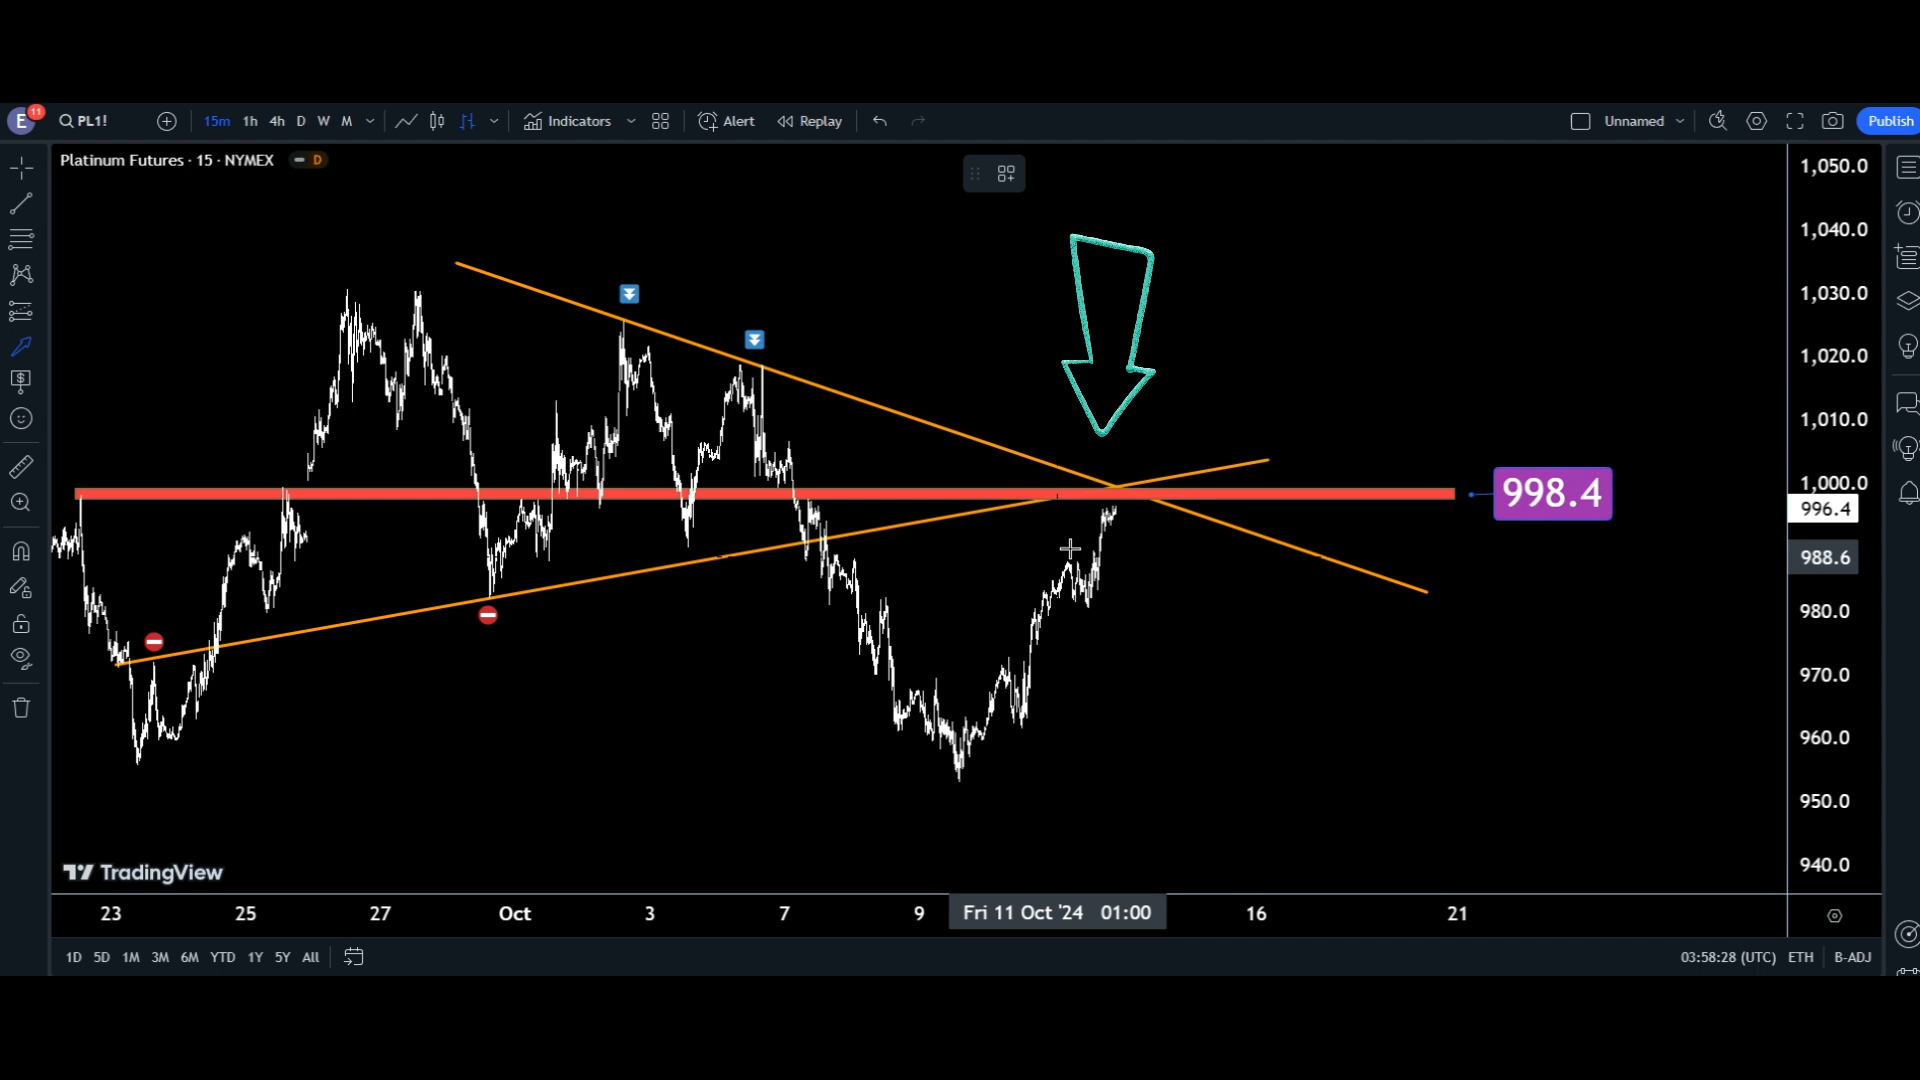 E 11 PL1! 15m 1h 4h D W M Indicators Alert Replay Unnamed Publish
Platinum Futures · 15 · NYMEX D
1,050.0
1,040.0
1,030.0
1,020.0
1,010.0
1,000.0
998.4
996.4
988.6
980.0
970.0
960.0
950.0
940.0
TradingView
23 25 27 Oct 3 7 9 Fri 11 Oct '24 01:00 16 21
1D 5D 1M 3M 6M YTD 1Y 5Y All 03:58:28 (UTC) ETH B-ADJ